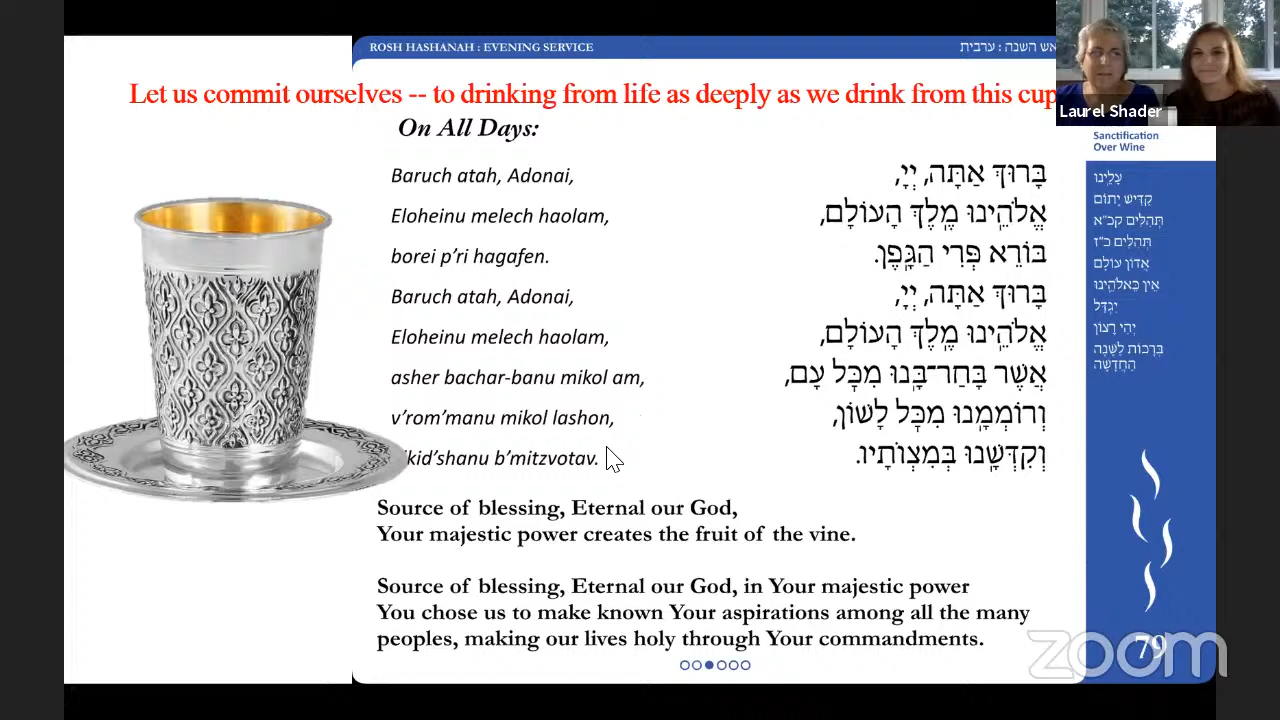 ROSH HASHANAH : EVENING SERVICE
ראש השנה : ערבית
Let us commit ourselves -- to drinking from life as deeply as we drink from this cup
Laurel Shader
On All Days:
Sanctification
Over Wine
Baruch atah, Adonai,
Eloheinu melech haolam,
borei p’ri hagafen.
Baruch atah, Adonai,
Eloheinu melech haolam,
asher bachar-banu mikol am,
v’rom’manu mikol lashon,
kid’shanu b’mitzvotav.
בָּרוּךְ אַתָּה, יְיָ,
אֱלֹהֵֽינוּ מֶֽלֶךְ הָעוֹלָם,
בּוֹרֵא פְּרִי הַגָּֽפֶן.
בָּרוּךְ אַתָּה, יְיָ,
אֱלֹהֵֽינוּ מֶֽלֶךְ הָעוֹלָם,
אֲשֶׁר בָּחַר־בָּֽנוּ מִכׇּל עָם,
וְרוֹמְמָֽנוּ מִכׇּל לָשׁוֹן,
וְקִדְּשָֽׁנוּ בְּמִצְוֹתָיו.
עָלֵֽינוּ
קַדִּישׁ יָתוֹם
תְּהִלִּים קכ״א
תְּהִלִּים כ״ז
אֲדוֹן עוֹלָם
אֵין כֵּאלֹהֵֽינוּ
יִגְדַּל
יְהִי רָצוֹן
בִּרְכוֹת לַשָּׁנָה
הַחֲדָשָׁה
Source of blessing, Eternal our God,
Your majestic power creates the fruit of the vine.
Source of blessing, Eternal our God, in Your majestic power
You chose us to make known Your aspirations among all the many
peoples, making our lives holy through Your commandments.
79
zoom